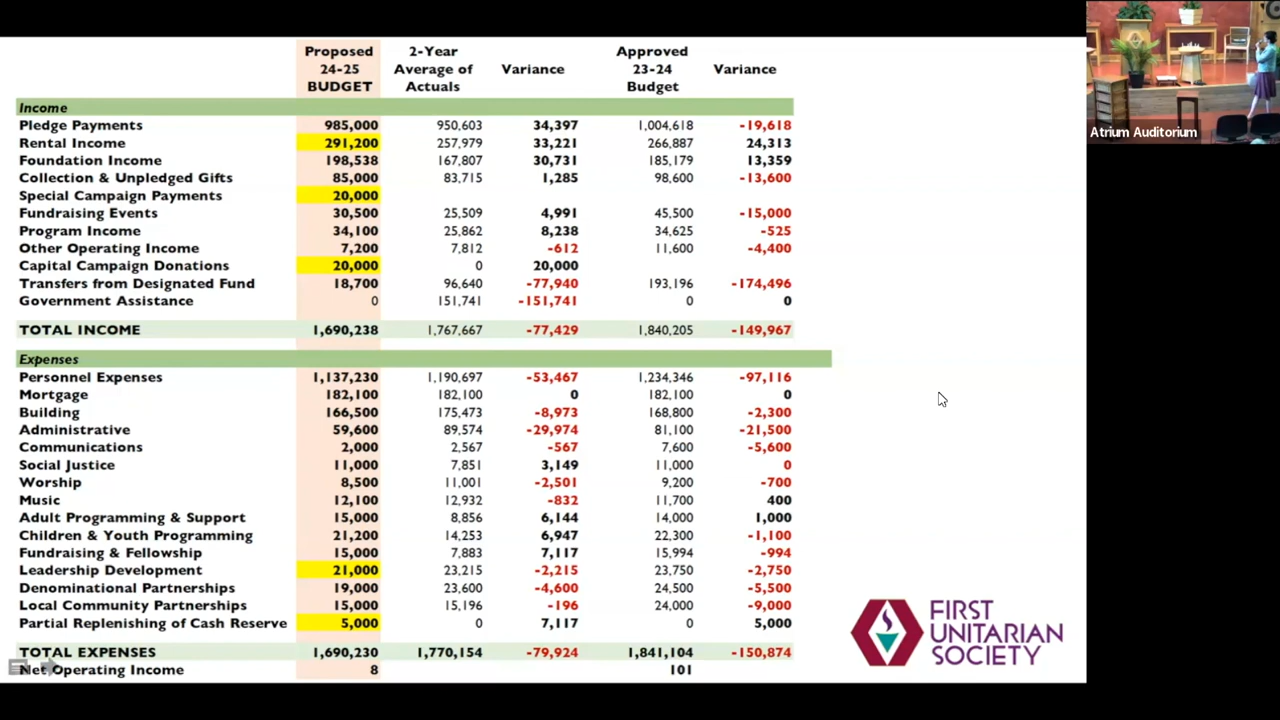 Proposed 24-25 BUDGET 2-Year Average of Actuals Variance Approved 23-24 Budget Variance
Income
Pledge Payments 985,000 950,603 34,397 1,004,618 -19,618
Rental Income 291,200 257,979 33,221 266,887 24,313
Foundation Income 198,538 167,807 30,731 185,179 13,359
Collection & Unpledged Gifts 85,000 83,715 1,285 98,600 -13,600
Special Campaign Payments 20,000
Fundraising Events 30,500 25,509 4,991 45,500 -15,000
Program Income 34,100 25,862 8,238 34,625 -525
Other Operating Income 7,200 7,812 -612 11,600 -4,400
Capital Campaign Donations 20,000 0 20,000
Transfers from Designated Fund 18,700 96,640 -77,940 193,196 -174,496
Government Assistance 0 151,741 -151,741 0 0
TOTAL INCOME 1,690,238 1,767,667 -77,429 1,840,205 -149,967
Expenses
Personnel Expenses 1,137,230 1,190,697 -53,467 1,234,346 -97,116
Mortgage 182,100 182,100 0 182,100 0
Building 166,500 175,473 -8,973 168,800 -2,300
Administrative 59,600 89,574 -29,974 81,100 -21,500
Communications 2,000 2,567 -567 7,600 -5,600
Social Justice 11,000 7,851 3,149 11,000 0
Worship 8,500 11,001 -2,501 9,200 -700
Music 12,100 12,932 -832 11,700 400
Adult Programming & Support 15,000 8,856 6,144 14,000 1,000
Children & Youth Programming 21,200 14,253 6,947 22,300 -1,100
Fundraising & Fellowship 15,000 7,883 7,117 15,994 -994
Leadership Development 21,000 23,215 -2,215 23,750 -2,750
Denominational Partnerships 19,000 23,600 -4,600 24,500 -5,500
Local Community Partnerships 15,000 15,196 -196 24,000 -9,000
Partial Replenishing of Cash Reserve 5,000 0 7,117 0 5,000
TOTAL EXPENSES 1,690,230 1,770,154 -79,924 1,841,104 -150,874
Net Operating Income 8 101
FIRST
UNITARIAN
SOCIETY
Atrium Auditorium